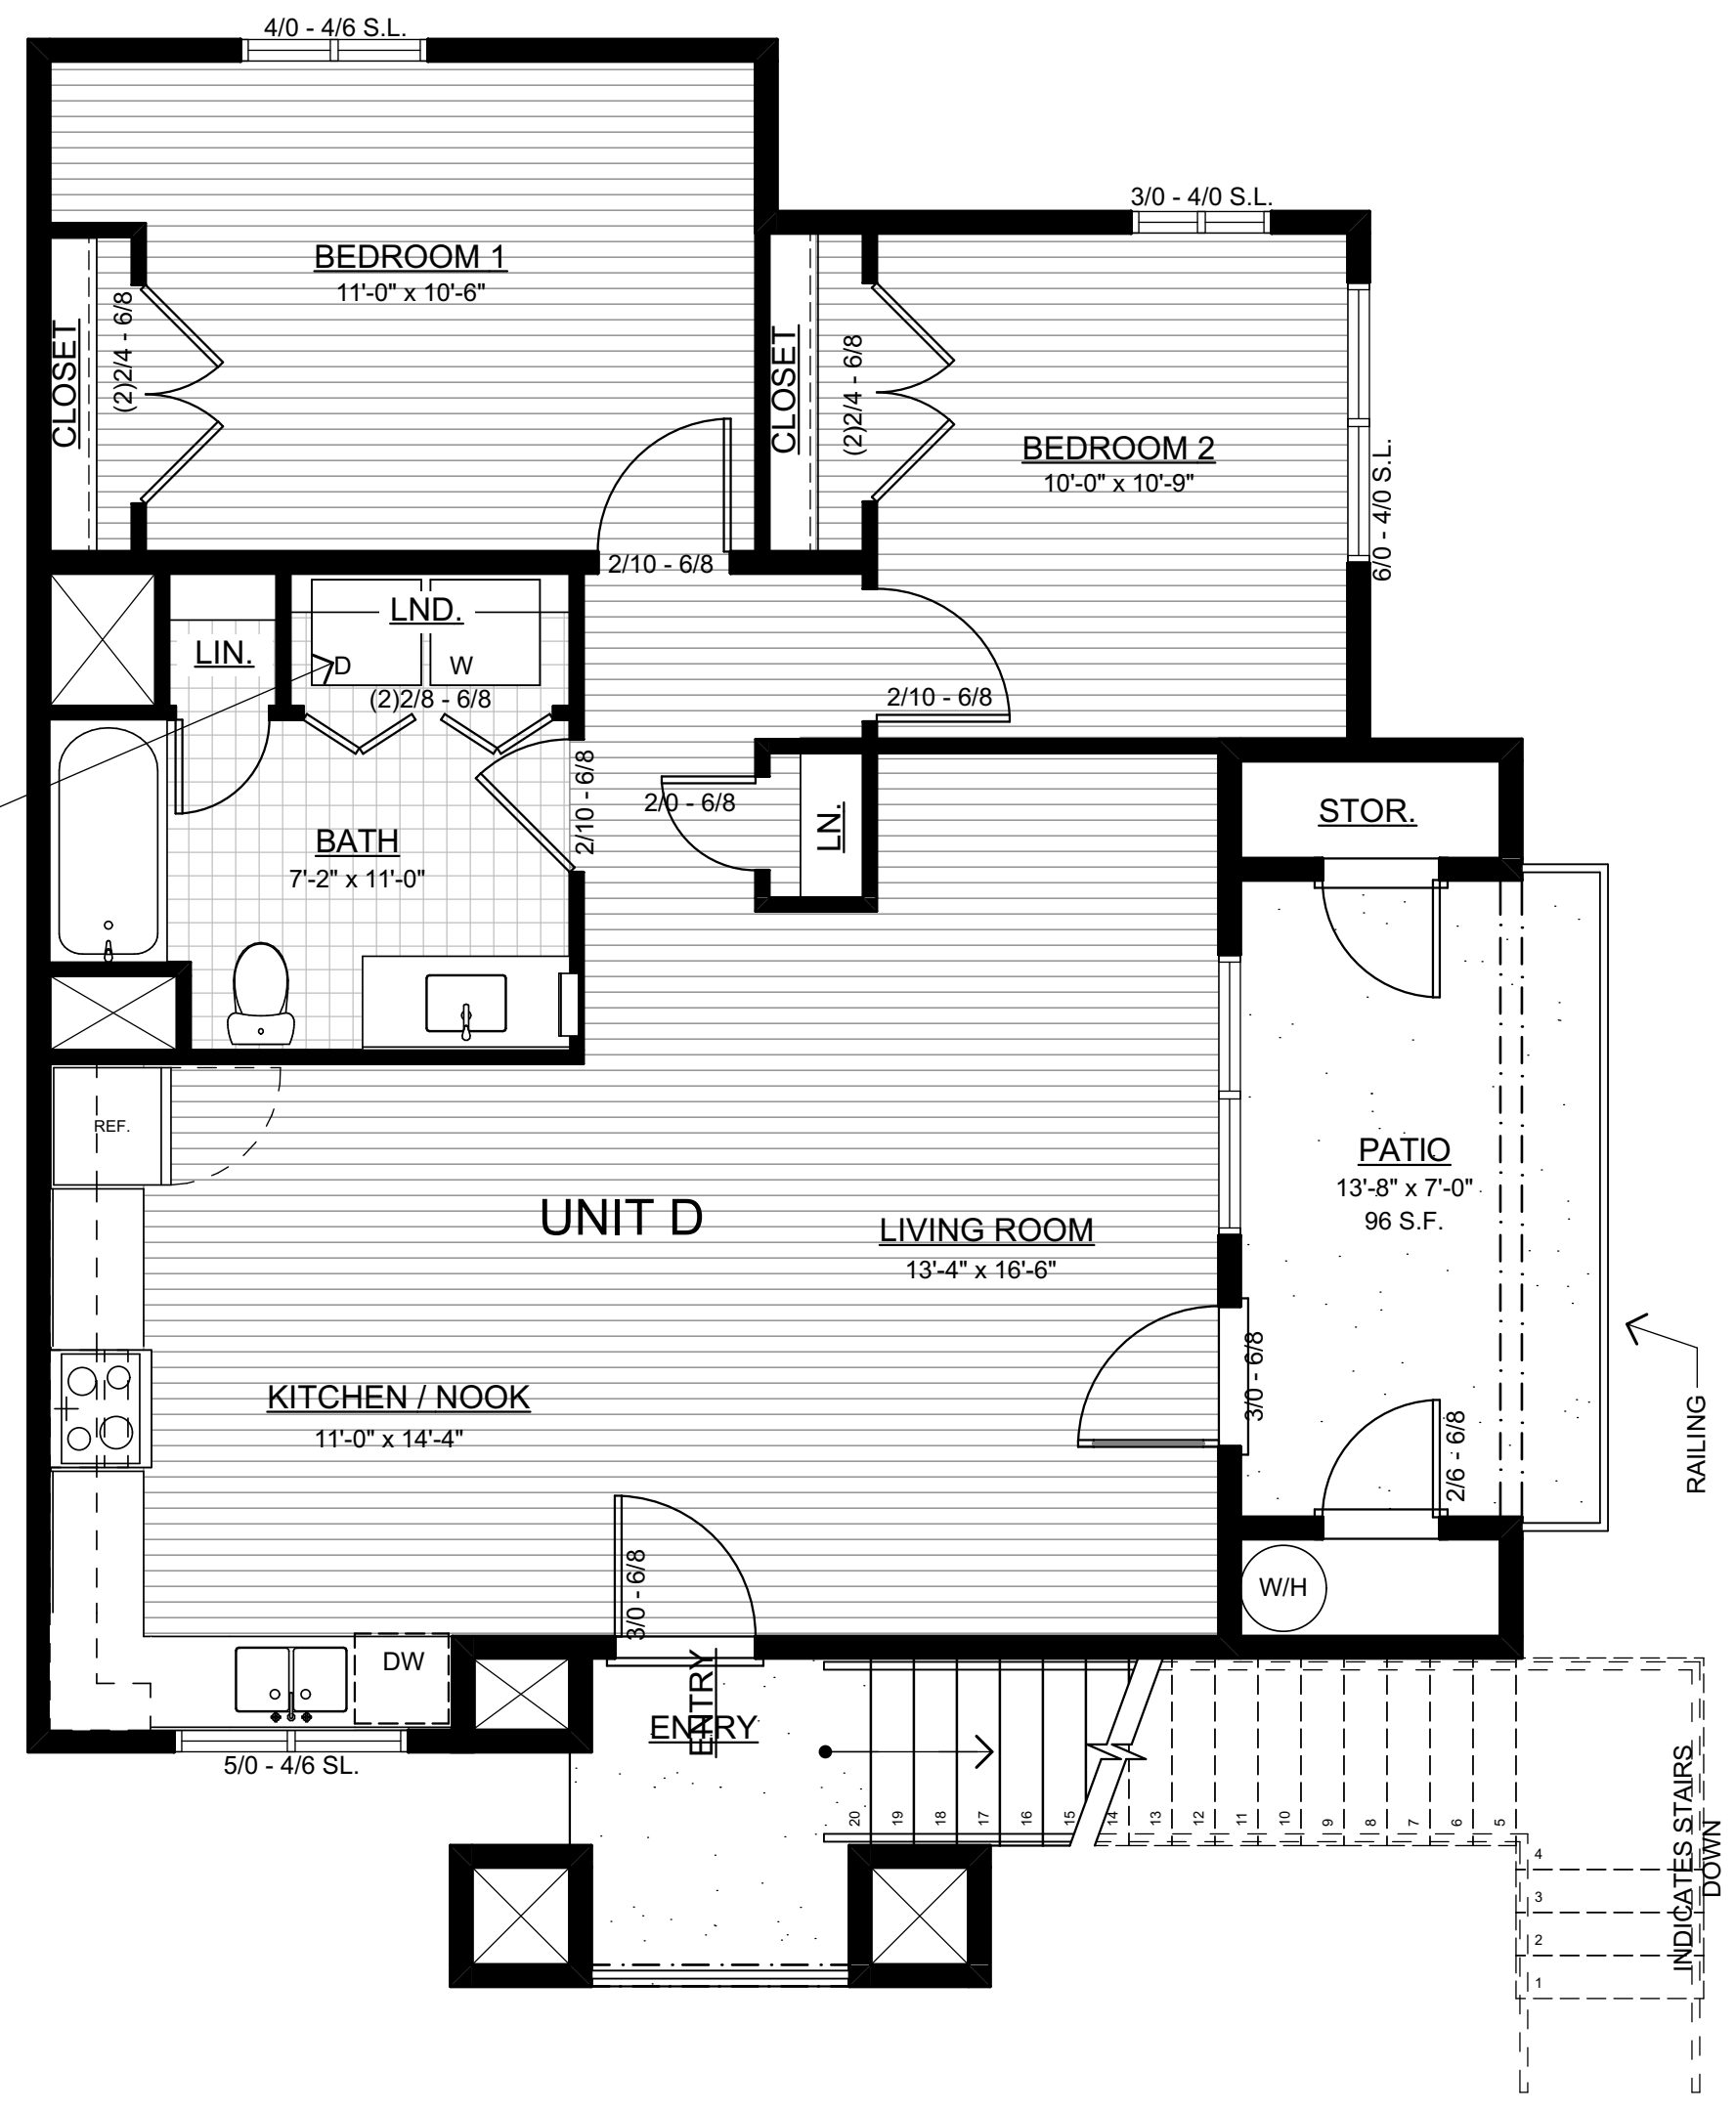 4/0 - 4/6 S.L.
3/0 - 4/0 S.L.
BEDROOM 1
11'-0" x 10'-6"
CLOSET
(2)2/4 - 6/8
CLOSET
(2)2/4 - 6/8
BEDROOM 2
10'-0" x 10'-9"
6/0 - 4/0 S.L.
2/10 - 6/8
LND.
LIN.
D
W
(2)2/8 - 6/8
2/10 - 6/8
2/10 - 6/8
2/0 - 6/8
LN.
STOR.
BATH
7'-2" x 11'-0"
REF.
UNIT D
LIVING ROOM
13'-4" x 16'-6"
PATIO
13'-8" x 7'-0"
96 S.F.
3/0 - 6/8
KITCHEN / NOOK
11'-0" x 14'-4"
2/6 - 6/8
RAILING
3/0 - 6/8
W/H
DW
ENTRY
ENTRY
5/0 - 4/6 SL.
20
19
18
17
16
15
14
13
12
11
10
9
8
7
6
5
4
3
2
1
INDICATES STAIRS
DOWN